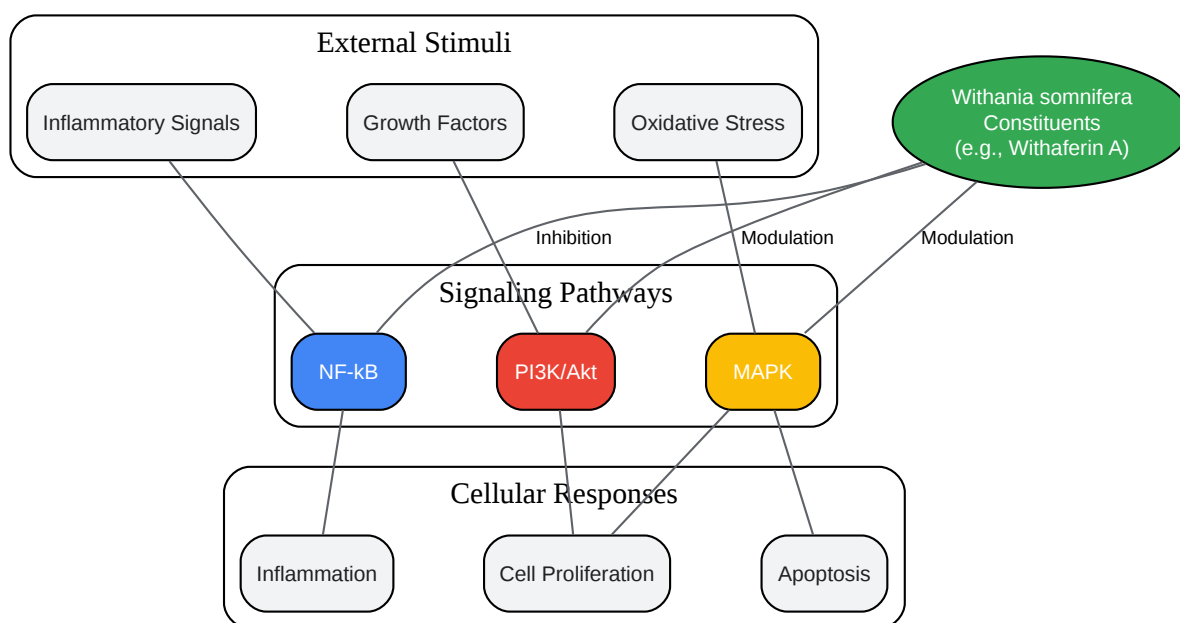 External Stimuli
Inflammatory Signals
Growth Factors
Oxidative Stress
Withania somnifera
Constituents
(e.g., Withaferin A)
Inhibition
Modulation
Modulation
Signaling Pathways
NF-kB
PI3K/Akt
MAPK
Cellular Responses
Inflammation
Cell Proliferation
Apoptosis